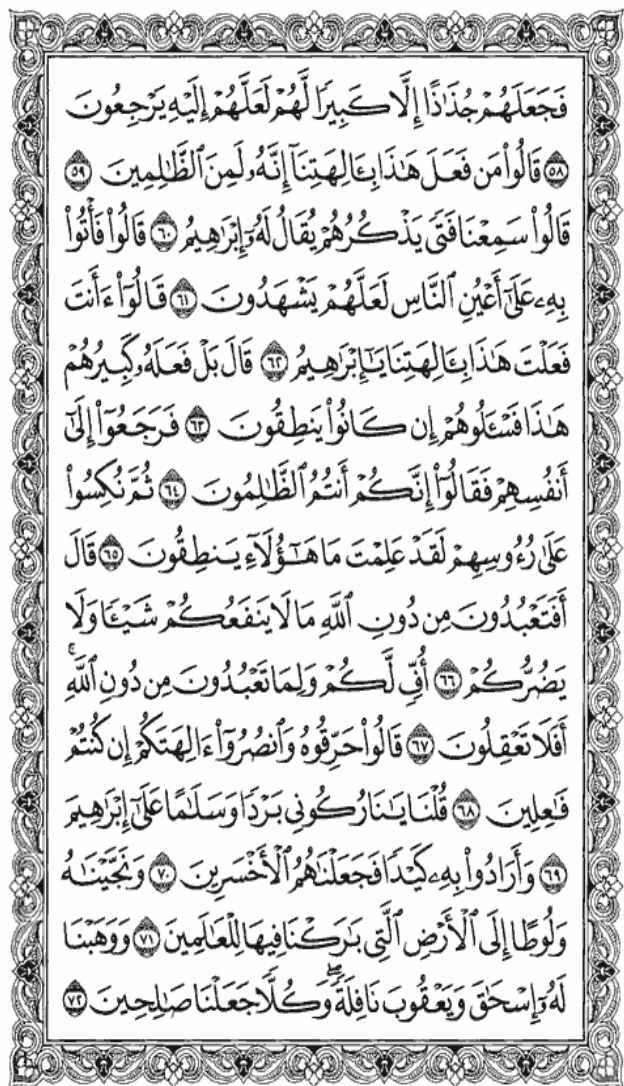 فَجَعَلَهُمْ جُذَٰذًا إِلَّا كَبِيرًا لَّهُمْ لَعَلَّهُمْ إِلَيْهِ يَرْجِعُونَ
٥٨ قَالُوا۟ مَن فَعَلَ هَٰذَا بِـَٔالِهَتِنَآ إِنَّهُۥ لَمِنَ ٱلظَّٰلِمِينَ ٥٩
قَالُوا۟ سَمِعْنَا فَتًى يَذْكُرُهُمْ يُقَالُ لَهُۥٓ إِبْرَٰهِيمُ ٦٠ قَالُوا۟ فَأْتُوا۟
بِهِۦ عَلَىٰٓ أَعْيُنِ ٱلنَّاسِ لَعَلَّهُمْ يَشْهَدُونَ ٦١ قَالُوٓا۟ ءَأَنتَ
فَعَلْتَ هَٰذَا بِـَٔالِهَتِنَا يَٰٓإِبْرَٰهِيمُ ٦٢ قَالَ بَلْ فَعَلَهُۥ كَبِيرُهُمْ
هَٰذَا فَسْـَٔلُوهُمْ إِن كَانُوا۟ يَنطِقُونَ ٦٣ فَرَجَعُوٓا۟ إِلَىٰٓ
أَنفُسِهِمْ فَقَالُوٓا۟ إِنَّكُمْ أَنتُمُ ٱلظَّٰلِمُونَ ٦٤ ثُمَّ نُكِسُوا۟
عَلَىٰ رُءُوسِهِمْ لَقَدْ عَلِمْتَ مَا هَٰٓؤُلَآءِ يَنطِقُونَ ٦٥ قَالَ
أَفَتَعْبُدُونَ مِن دُونِ ٱللَّهِ مَا لَا يَنفَعُكُمْ شَيْـًٔا وَلَا
يَضُرُّكُمْ ٦٦ أُفٍّ لَّكُمْ وَلِمَا تَعْبُدُونَ مِن دُونِ ٱللَّهِ ۚ
أَفَلَا تَعْقِلُونَ ٦٧ قَالُوا۟ حَرِّقُوهُ وَٱنصُرُوٓا۟ ءَالِهَتَكُمْ إِن كُنتُمْ
فَٰعِلِينَ ٦٨ قُلْنَا يَٰنَارُ كُونِى بَرْدًا وَسَلَٰمًا عَلَىٰٓ إِبْرَٰهِيمَ
٦٩ وَأَرَادُوا۟ بِهِۦ كَيْدًا فَجَعَلْنَٰهُمُ ٱلْأَخْسَرِينَ ٧٠ وَنَجَّيْنَٰهُ
وَلُوطًا إِلَى ٱلْأَرْضِ ٱلَّتِى بَٰرَكْنَا فِيهَا لِلْعَٰلَمِينَ ٧١ وَوَهَبْنَا
لَهُۥٓ إِسْحَٰقَ وَيَعْقُوبَ نَافِلَةً ۖ وَكُلًّا جَعَلْنَا صَٰلِحِينَ ٧٢